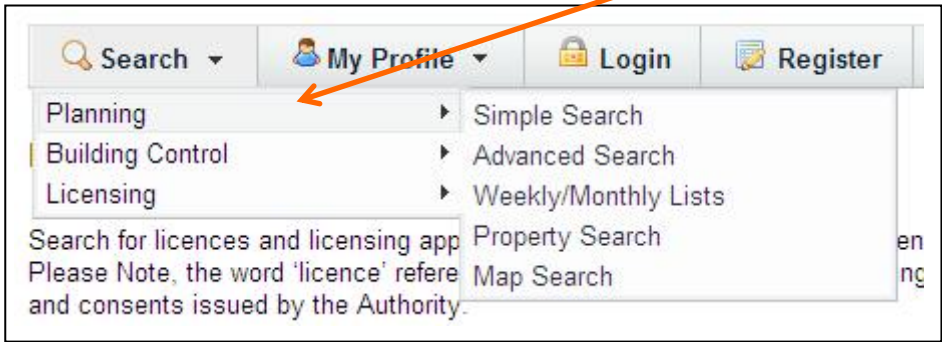 Search My Profile Login Register
Planning Simple Search
Building Control Advanced Search
Licensing Weekly/Monthly Lists
Property Search
Map Search
Search for licences and licensing app en
Please Note, the word ‘licence’ refere ng
and consents issued by the Authority.